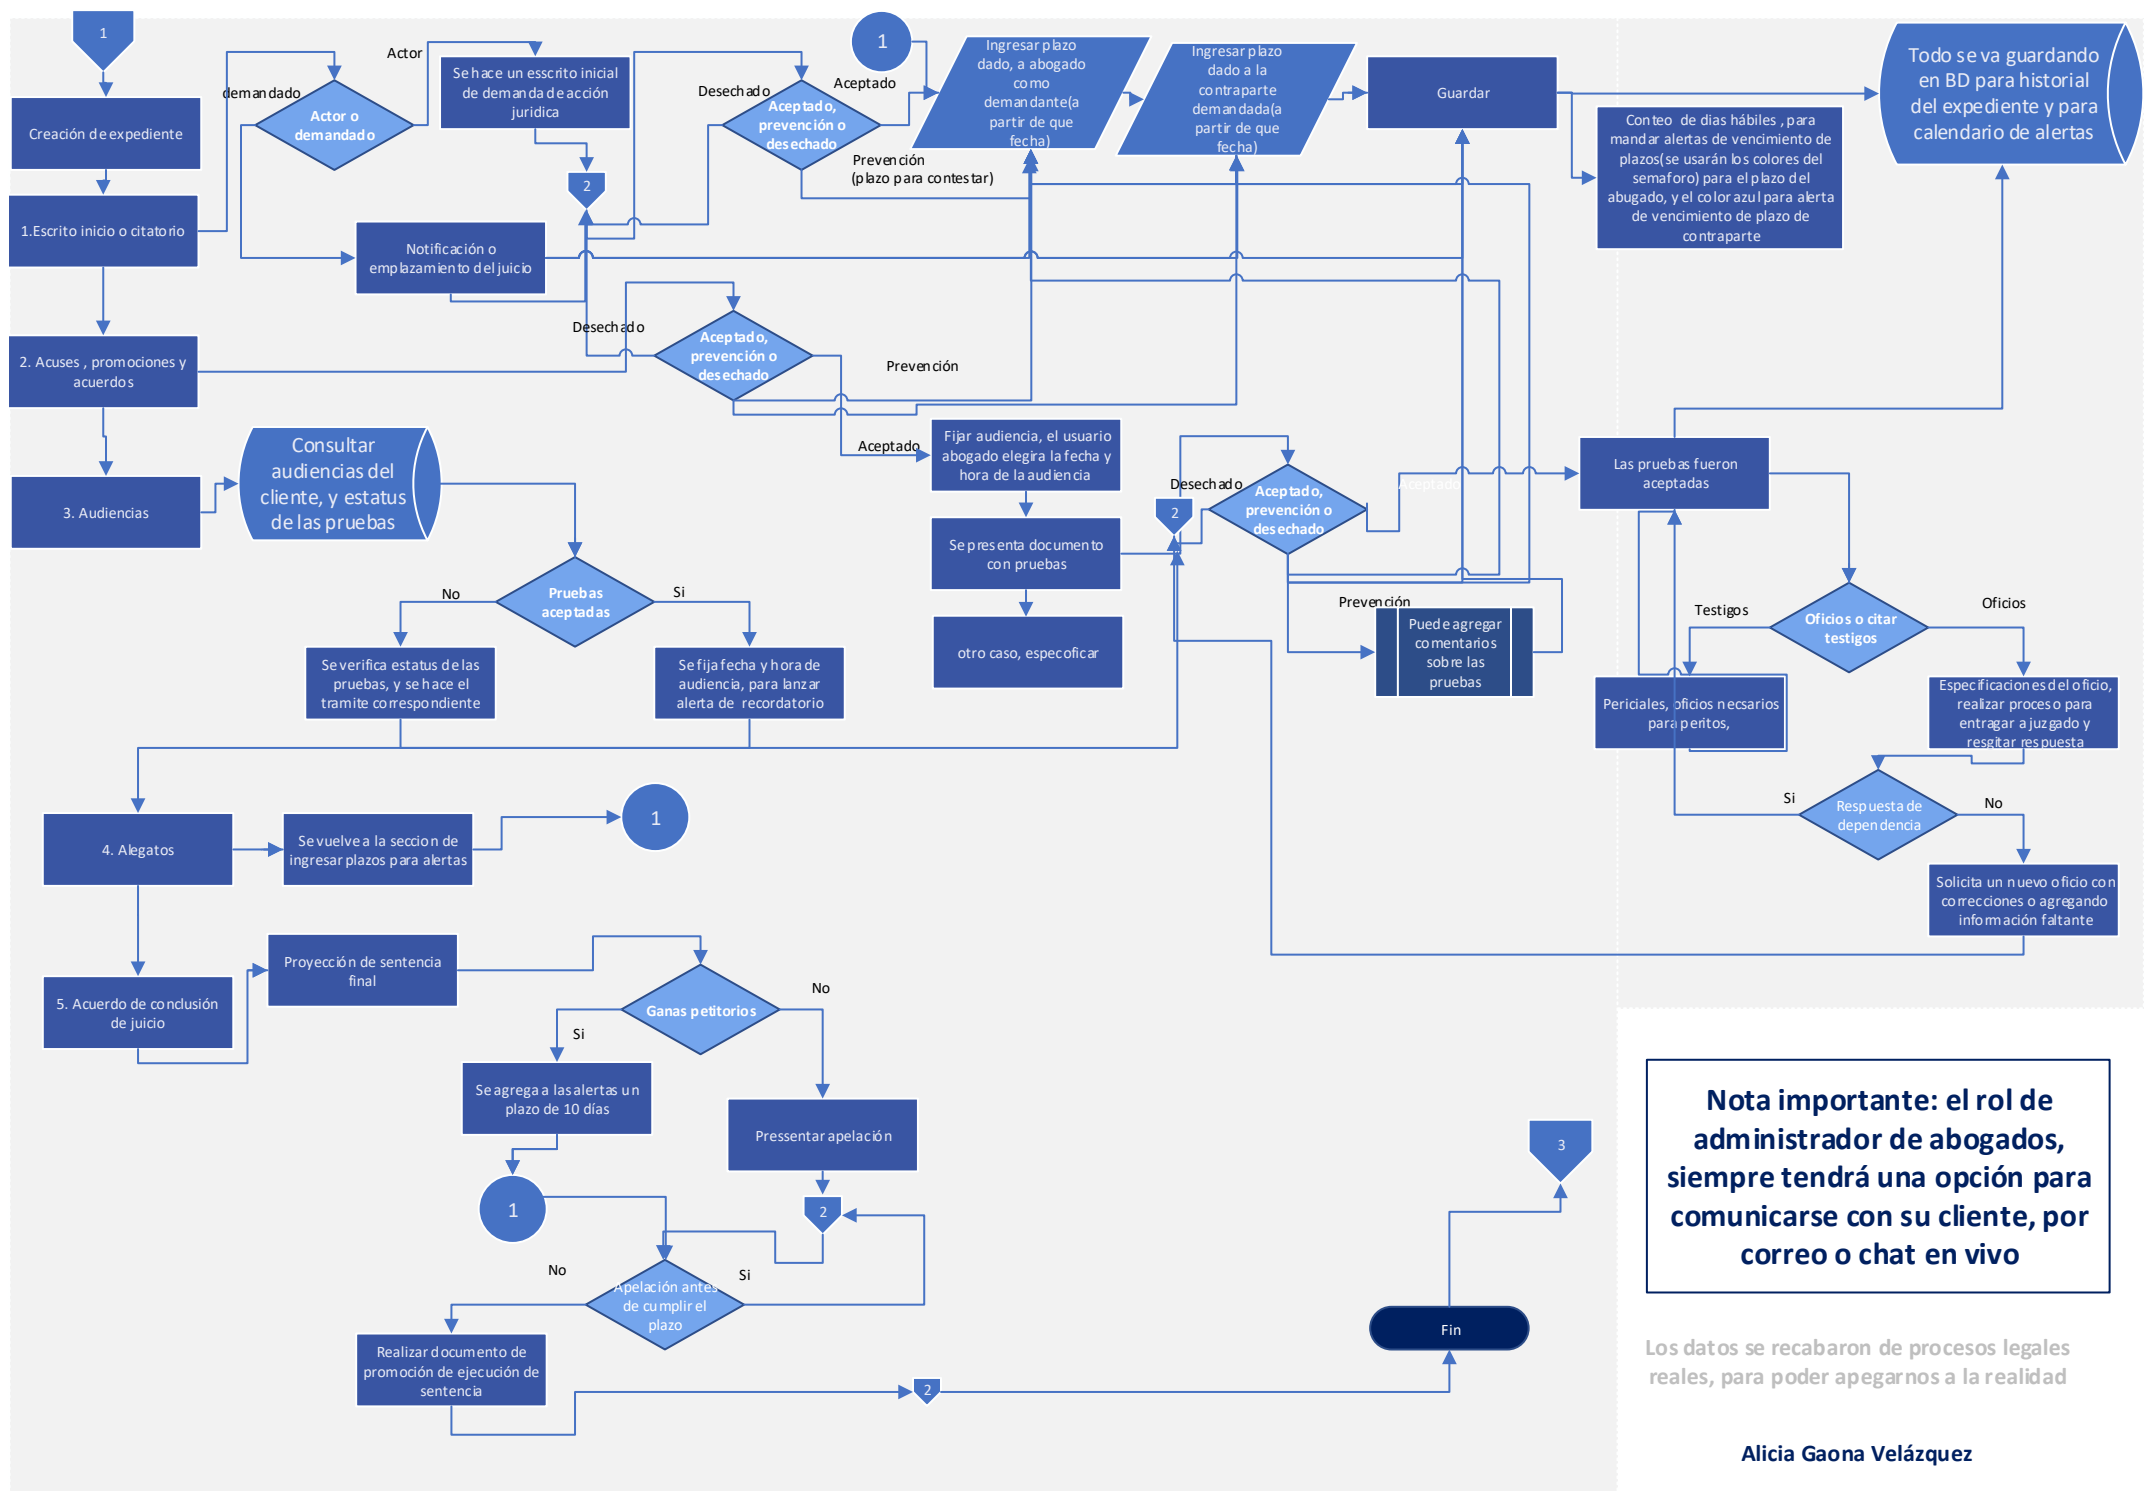 1
Creación de expediente
1.Escrito inicio o citatorio
2. Acuses , promociones y
acuerdos
3. Audiencias
demandado
Actor o
demandado
Actor
Se hace un esscrito inicial
de demanda de acción
juridica
2
Notificación o
emplazamiento del juicio
Desechado
Aceptado,
prevención o
desechado
Aceptado
Prevención
(plazo para contestar)
1
Ingresar plazo
dado, a abogado
como
demandante(a
partir de que
fecha)
Ingresar plazo
dado a la
contraparte
demandada(a
partir de que
fecha)
Guardar
Conteo de dias hábiles , para
mandar alertas de vencimiento de
plazos(se usarán los colores del
semaforo) para el plazo del
abugado, y el color azul para alerta
de vencimiento de plazo de
contraparte
Todo se va guardando
en BD para historial
del expediente y para
calendario de alertas
Desechado
Aceptado,
prevención o
desechado
Prevención
Aceptado
Fijar audiencia, el usuario
abogado elegira la fecha y
hora de la audiencia
Se presenta documento
con pruebas
otro caso, especoficar
Desechado
2
Aceptado,
prevención o
desechado
Aceptado
Prevención
Puede agregar
comentarios
sobre las
pruebas
Las pruebas fueron
aceptadas
Testigos
Oficios o citar
testigos
Oficios
Periciales, oficios necsarios
para peritos,
Especificaciones del oficio,
realizar proceso para
entragar a juzgado y
resgitar respuesta
Si
Respuesta de
dependencia
No
Solicita un nuevo oficio con
correcciones o agregando
información faltante
Consultar
audiencias del
cliente, y estatus
de las pruebas
No
Pruebas
aceptadas
Si
Se verifica estatus de las
pruebas, y se hace el
tramite correspondiente
Se fija fecha y hora de
audiencia, para lanzar
alerta de recordatorio
4. Alegatos
Se vuelve a la seccion de
ingresar plazos para alertas
1
5. Acuerdo de conclusión
de juicio
Proyección de sentencia
final
Ganas petitorios
Si
No
Se agrega a las alertas un
plazo de 10 días
Pressentar apelación
1
2
No
Apelación antes
de cumplir el
plazo
Si
Realizar documento de
promoción de ejecución de
sentencia
2
Fin
3
Nota importante: el rol de
administrador de abogados,
siempre tendrá una opción para
comunicarse con su cliente, por
correo o chat en vivo
Los datos se recabaron de procesos legales
reales, para poder apegarnos a la realidad
Alicia Gaona Velázquez